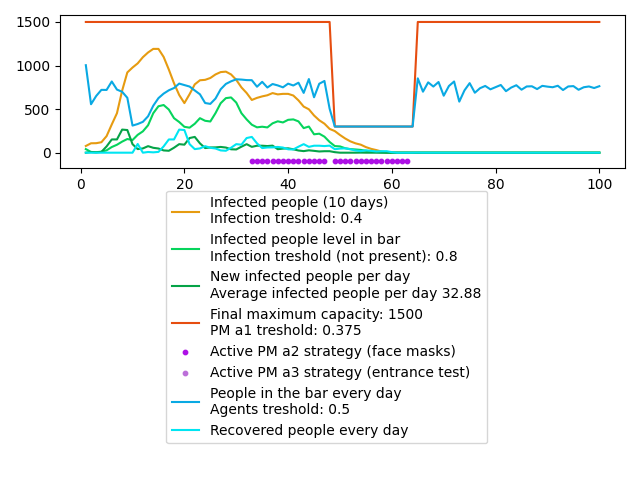 1500
1000
500
0
0
20
40
60
80
100
Infected people (10 days)
Infection treshold: 0.4
Infected people level in bar
Infection treshold (not present): 0.8
New infected people per day
Average infected people per day 32.88
Final maximum capacity: 1500
PM a1 treshold: 0.375
Active PM a2 strategy (face masks)
Active PM a3 strategy (entrance test)
People in the bar every day
Agents treshold: 0.5
Recovered people every day